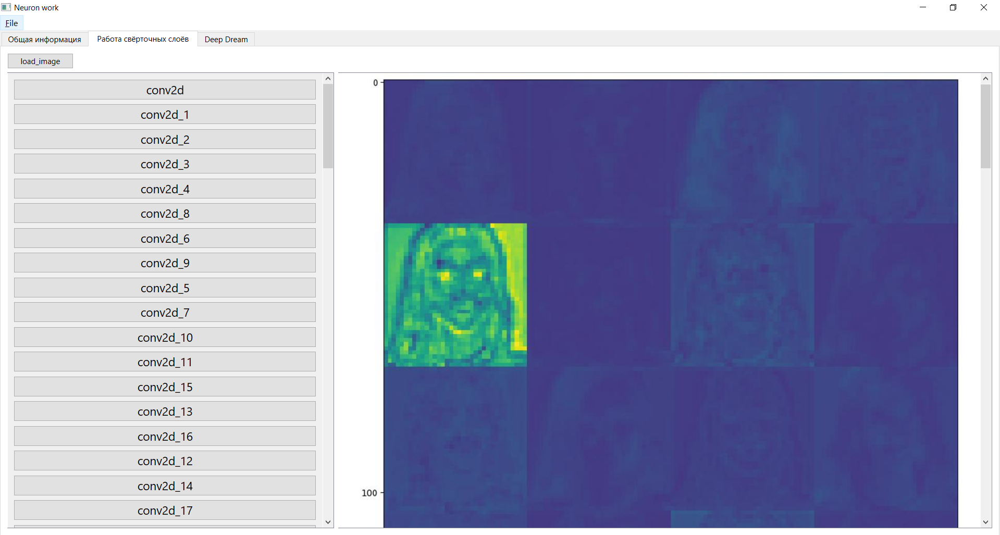 Neuron work
File
Общая информация
Работа свёрточных слоёв
Deep Dream
load_image
conv2d
conv2d_1
conv2d_2
conv2d_3
conv2d_4
conv2d_8
conv2d_6
conv2d_9
conv2d_5
conv2d_7
conv2d_10
conv2d_11
conv2d_15
conv2d_13
conv2d_16
conv2d_12
conv2d_14
conv2d_17
0
100